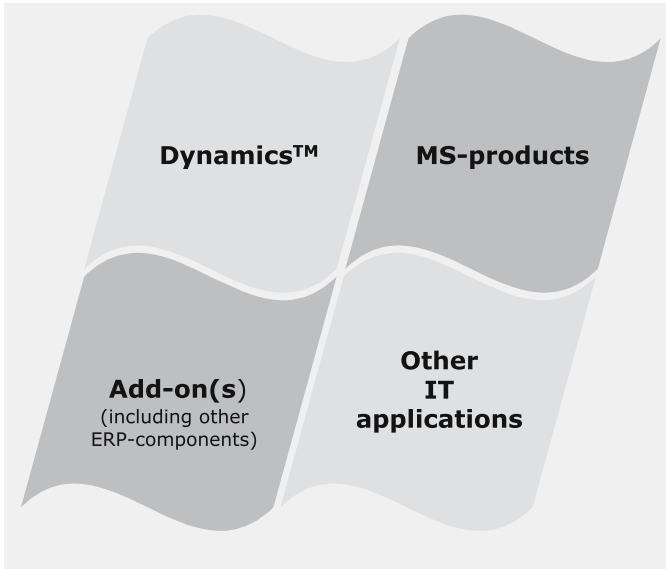 Dynamics™
MS-products
Add-on(s)
(including other
ERP-components)
Other
IT
applications